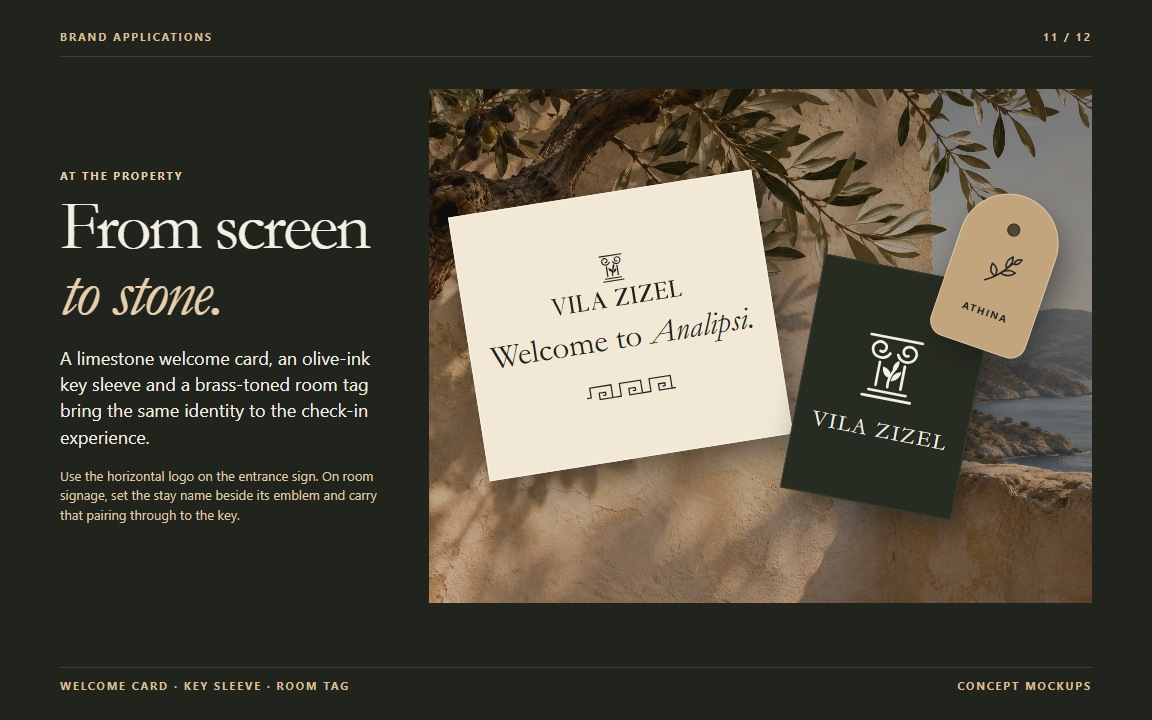 BRAND APPLICATIONS
11 / 12
AT THE PROPERTY
From screen
to stone.
A limestone welcome card, an olive-ink
key sleeve and a brass-toned room tag
bring the same identity to the check-in
experience.
Use the horizontal logo on the entrance sign. On room
signage, set the stay name beside its emblem and carry
that pairing through to the key.
VILA ZIZEL
Welcome to Analipsi.
VILA ZIZEL
ATHINA
WELCOME CARD · KEY SLEEVE · ROOM TAG
CONCEPT MOCKUPS